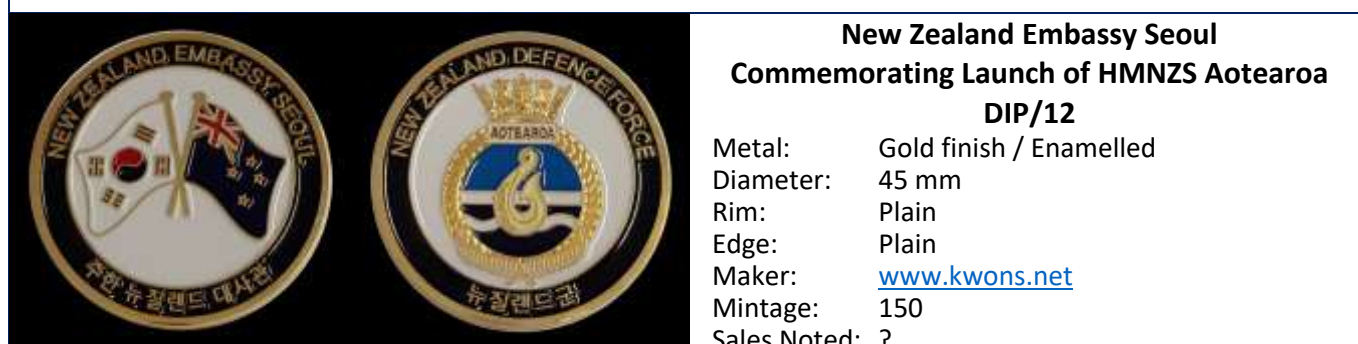 NEW ZEALAND EMBASSY, SEOUL
주한 뉴질랜드 대사관
NEW ZEALAND DEFENCE FORCE
AOTEAROA
뉴질랜드군
New Zealand Embassy Seoul
Commemorating Launch of HMNZS Aotearoa
DIP/12
Metal: Gold finish / Enamelled
Diameter: 45 mm
Rim: Plain
Edge: Plain
Maker: www.kwons.net
Mintage: 150
Sales Noted: ?